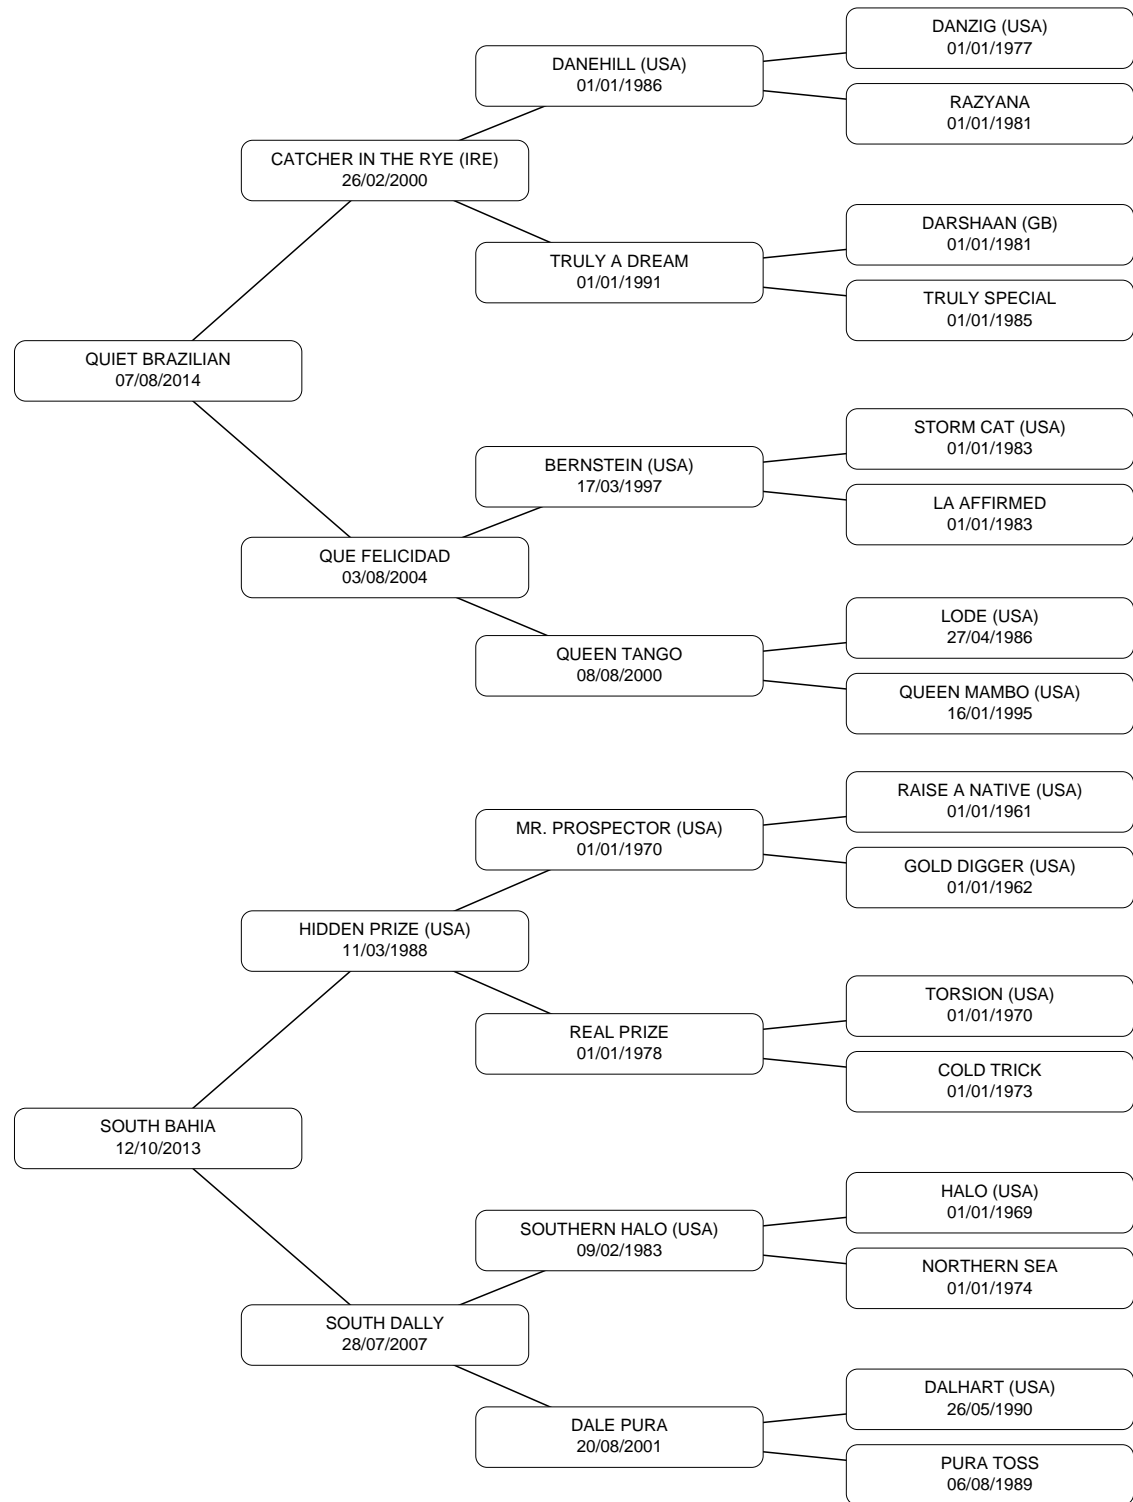 DANZIG (USA)
01/01/1977
DANEHILL (USA)
01/01/1986
RAZYANA
01/01/1981
CATCHER IN THE RYE (IRE)
26/02/2000
DARSHAAN (GB)
01/01/1981
TRULY A DREAM
01/01/1991
TRULY SPECIAL
01/01/1985
QUIET BRAZILIAN
07/08/2014
STORM CAT (USA)
01/01/1983
BERNSTEIN (USA)
17/03/1997
LA AFFIRMED
01/01/1983
QUE FELICIDAD
03/08/2004
LODE (USA)
27/04/1986
QUEEN TANGO
08/08/2000
QUEEN MAMBO (USA)
16/01/1995
RAISE A NATIVE (USA)
01/01/1961
MR. PROSPECTOR (USA)
01/01/1970
GOLD DIGGER (USA)
01/01/1962
HIDDEN PRIZE (USA)
11/03/1988
TORSION (USA)
01/01/1970
REAL PRIZE
01/01/1978
COLD TRICK
01/01/1973
SOUTH BAHIA
12/10/2013
HALO (USA)
01/01/1969
SOUTHERN HALO (USA)
09/02/1983
NORTHERN SEA
01/01/1974
SOUTH DALLY
28/07/2007
DALHART (USA)
26/05/1990
DALE PURA
20/08/2001
PURA TOSS
06/08/1989